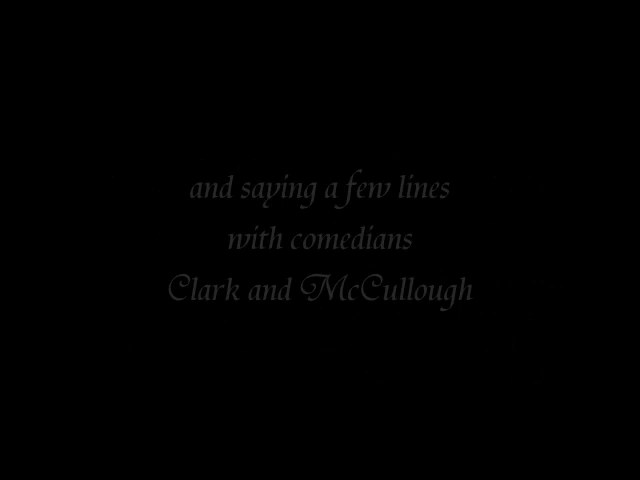 and saying a few lines
with comedians
Clark and McCullough